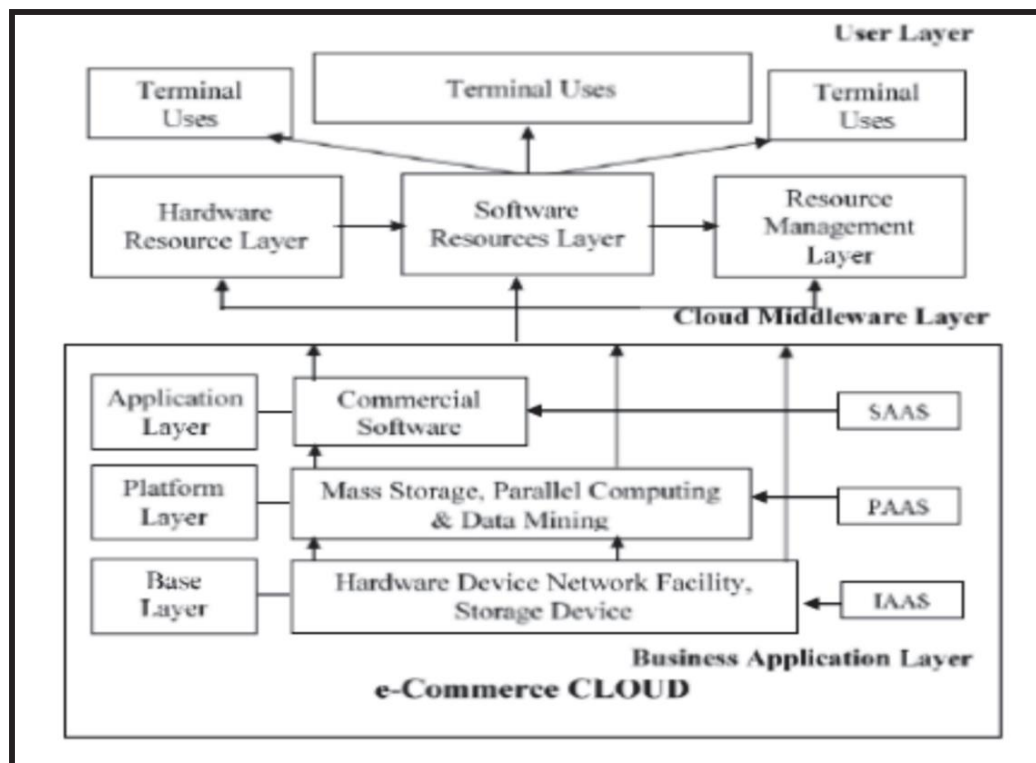 User Layer
Terminal
Uses
Terminal Uses
Terminal
Uses
Hardware
Resource Layer
Software
Resources Layer
Resource
Management
Layer
Cloud Middleware Layer
Application
Layer
Commercial
Software
SAAS
Platform
Layer
Mass Storage, Parallel Computing
& Data Mining
PAAS
Base
Layer
Hardware Device Network Facility,
Storage Device
IAAS
Business Application Layer
e-Commerce CLOUD